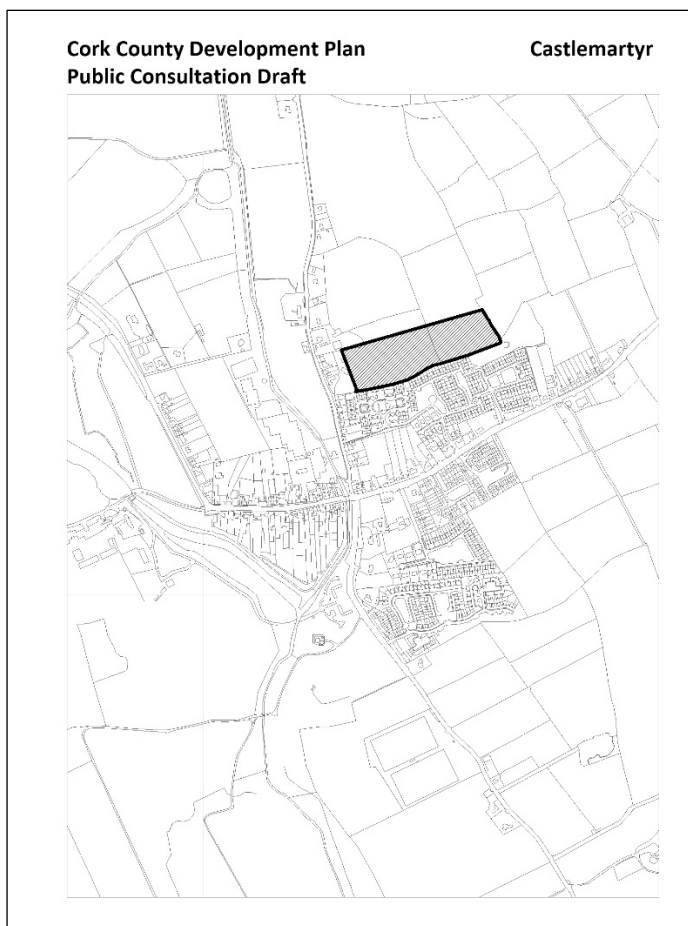 Cork County Development Plan
Castlemartyr
Public Consultation Draft